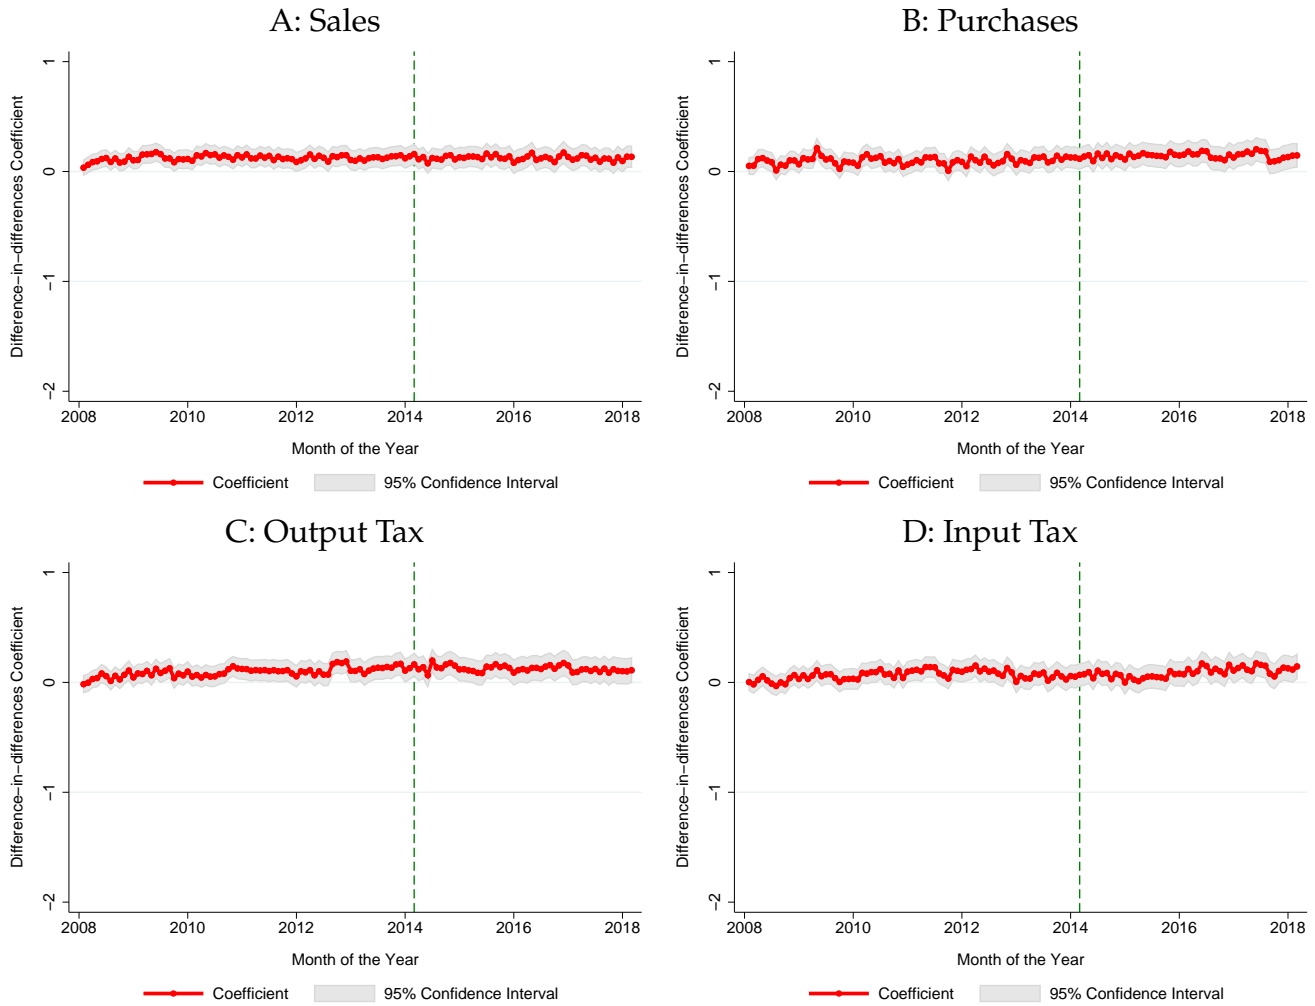 A: Sales
Difference−in−differences Coefficient
1
0
−1
−2
2008 2010 2012 2014 2016 2018
Month of the Year
Coefficient 95% Confidence Interval
B: Purchases
Difference−in−differences Coefficient
1
0
−1
−2
2008 2010 2012 2014 2016 2018
Month of the Year
Coefficient 95% Confidence Interval
C: Output Tax
Difference−in−differences Coefficient
1
0
−1
−2
2008 2010 2012 2014 2016 2018
Month of the Year
Coefficient 95% Confidence Interval
D: Input Tax
Difference−in−differences Coefficient
1
0
−1
−2
2008 2010 2012 2014 2016 2018
Month of the Year
Coefficient 95% Confidence Interval